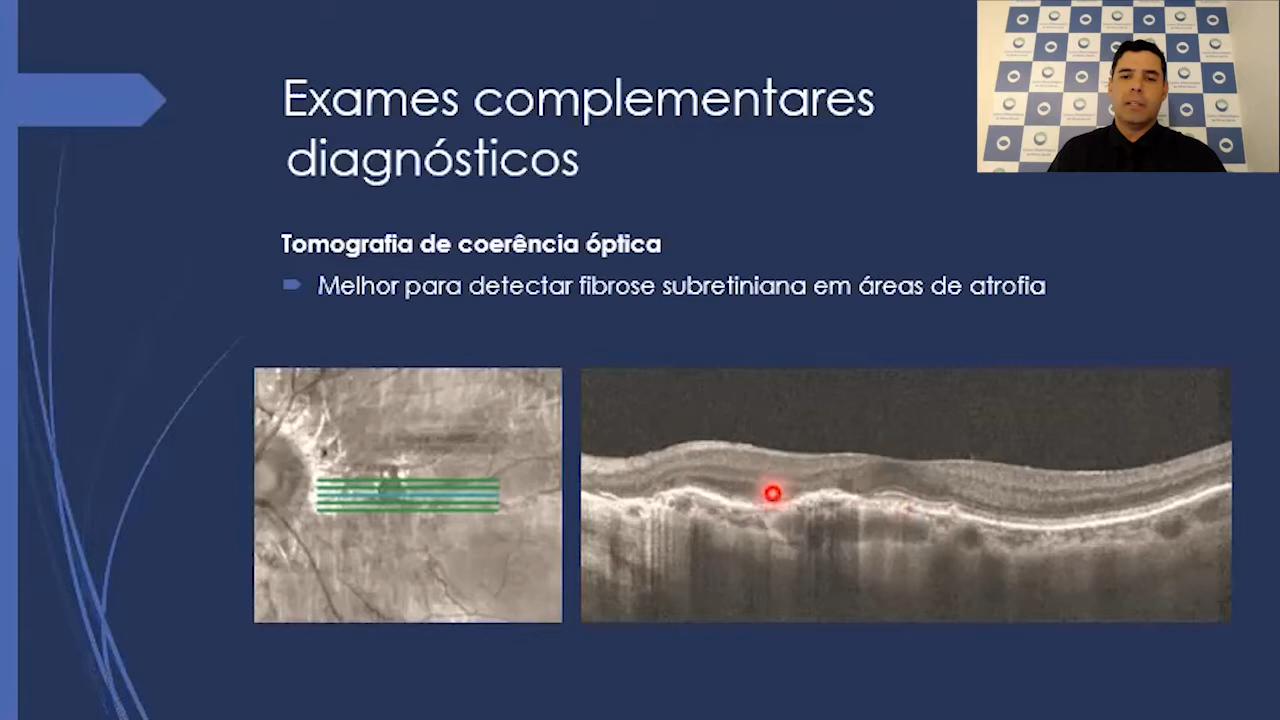 Exames complementares
diagnósticos
Tomografia de coerência óptica
Melhor para detectar fibrose subretiniana em áreas de atrofia